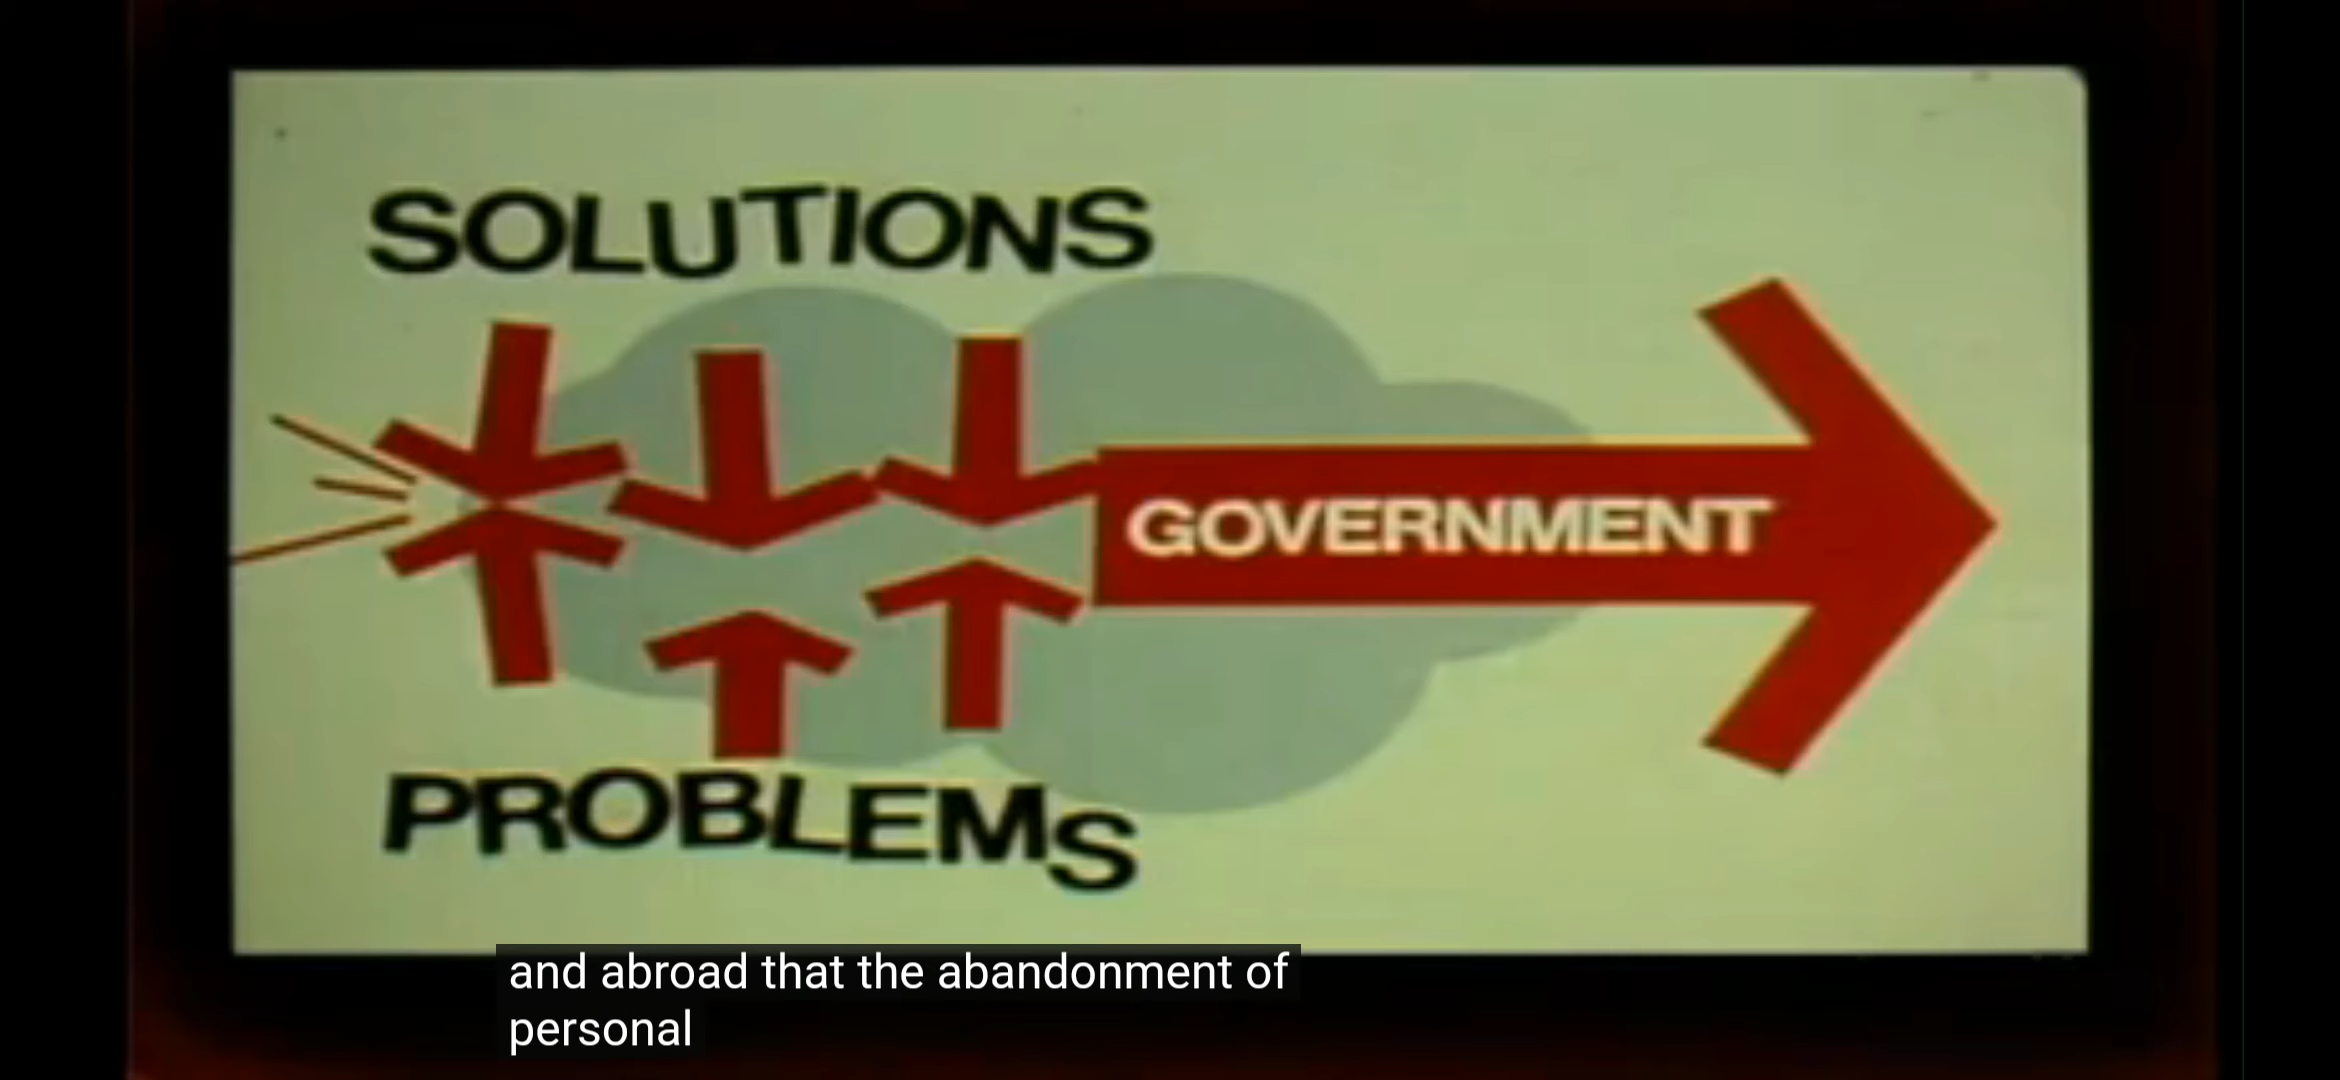 SOLUTIONS
GOVERNMENT
PROBLEMS
and abroad that the abandonment of
personal